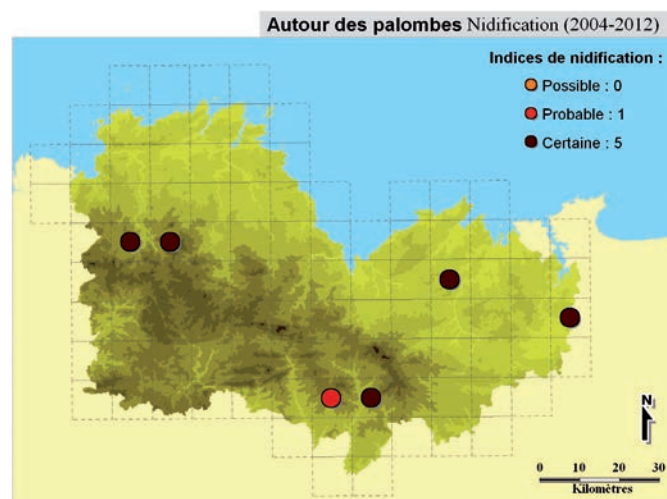 Autour des palombes Nidification (2004-2012)
Indices de nidification :
Possible : 0
Probable : 1
Certaine : 5
N
0 10 20 30
Kilomètres